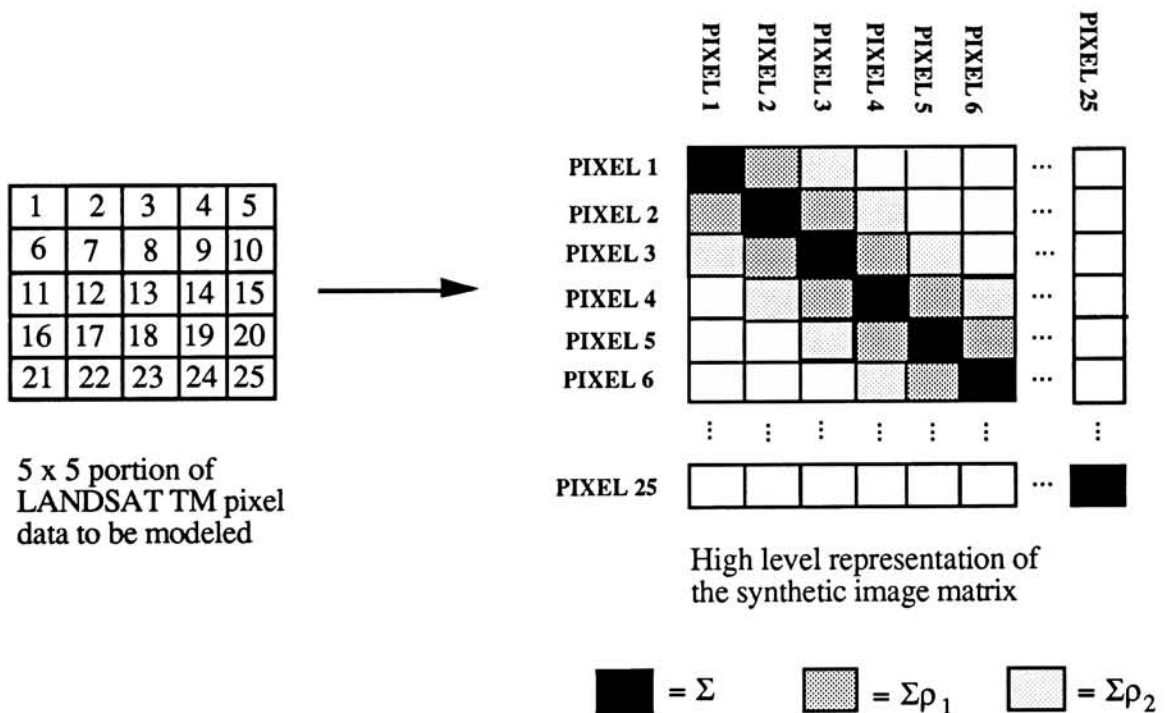 PIXEL 1
PIXEL 2
PIXEL 3
PIXEL 4
PIXEL 5
PIXEL 6
PIXEL 25
PIXEL 1
...
PIXEL 2
...
PIXEL 3
...
PIXEL 4
...
PIXEL 5
...
PIXEL 6
...
... ... ... ... ... ... ...
PIXEL 25
...
1 2 3 4 5
6 7 8 9 10
11 12 13 14 15
16 17 18 19 20
21 22 23 24 25
5 x 5 portion of
LANDSAT TM pixel
data to be modeled
High level representation of
the synthetic image matrix
= Σ
= Σρ₁
= Σρ₂